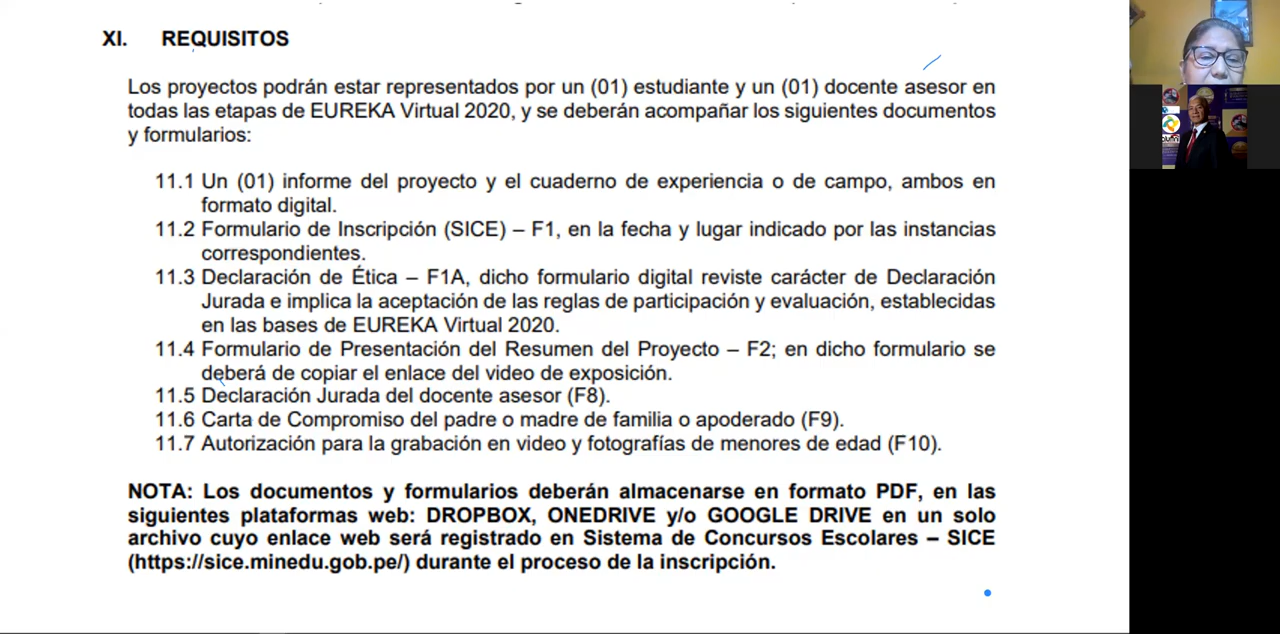 XI. REQUISITOS
Los proyectos podrán estar representados por un (01) estudiante y un (01) docente asesor en
todas las etapas de EUREKA Virtual 2020, y se deberán acompañar los siguientes documentos
y formularios:
11.1 Un (01) informe del proyecto y el cuaderno de experiencia o de campo, ambos en
formato digital.
11.2 Formulario de Inscripción (SICE) – F1, en la fecha y lugar indicado por las instancias
correspondientes.
11.3 Declaración de Ética – F1A, dicho formulario digital reviste carácter de Declaración
Jurada e implica la aceptación de las reglas de participación y evaluación, establecidas
en las bases de EUREKA Virtual 2020.
11.4 Formulario de Presentación del Resumen del Proyecto – F2; en dicho formulario se
deberá de copiar el enlace del video de exposición.
11.5 Declaración Jurada del docente asesor (F8).
11.6 Carta de Compromiso del padre o madre de familia o apoderado (F9).
11.7 Autorización para la grabación en video y fotografías de menores de edad (F10).
NOTA: Los documentos y formularios deberán almacenarse en formato PDF, en las
siguientes plataformas web: DROPBOX, ONEDRIVE y/o GOOGLE DRIVE en un solo
archivo cuyo enlace web será registrado en Sistema de Concursos Escolares – SICE
(https://sice.minedu.gob.pe/) durante el proceso de la inscripción.